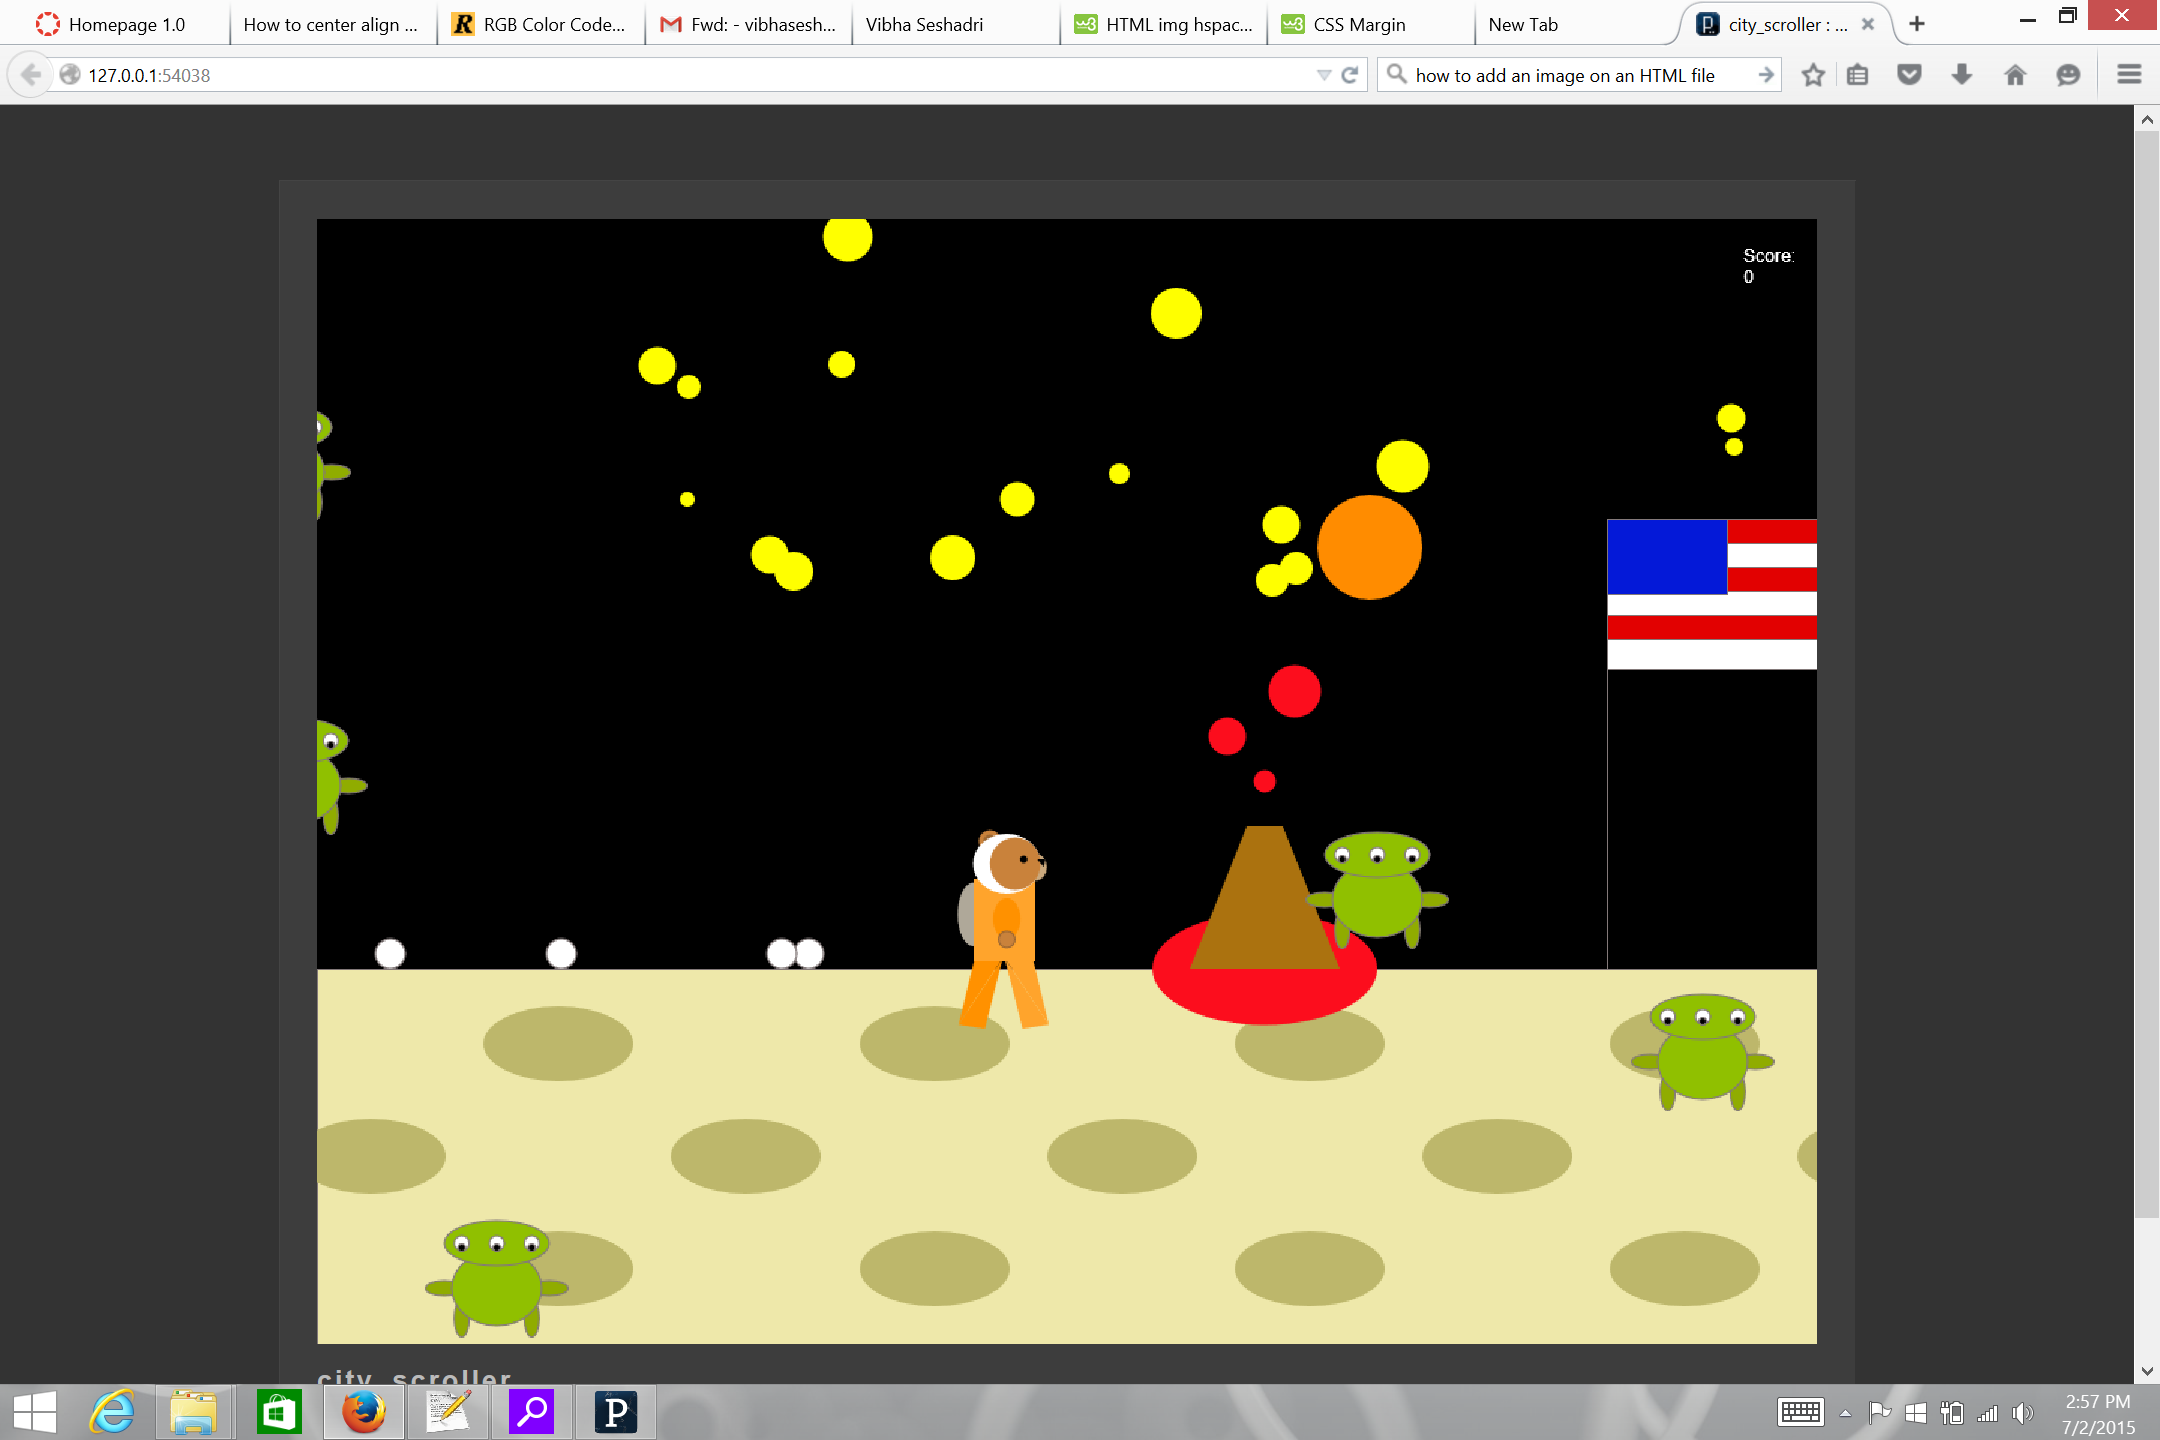 Homepage 1.0
How to center align ...
RGB Color Code...
Fwd: - vibhasesh...
Vibha Seshadri
HTML img hspac...
CSS Margin
New Tab
city_scroller : ...
127.0.0.1:54038
how to add an image on an HTML file
Score:
0
city_scroller
2:57 PM
7/2/2015